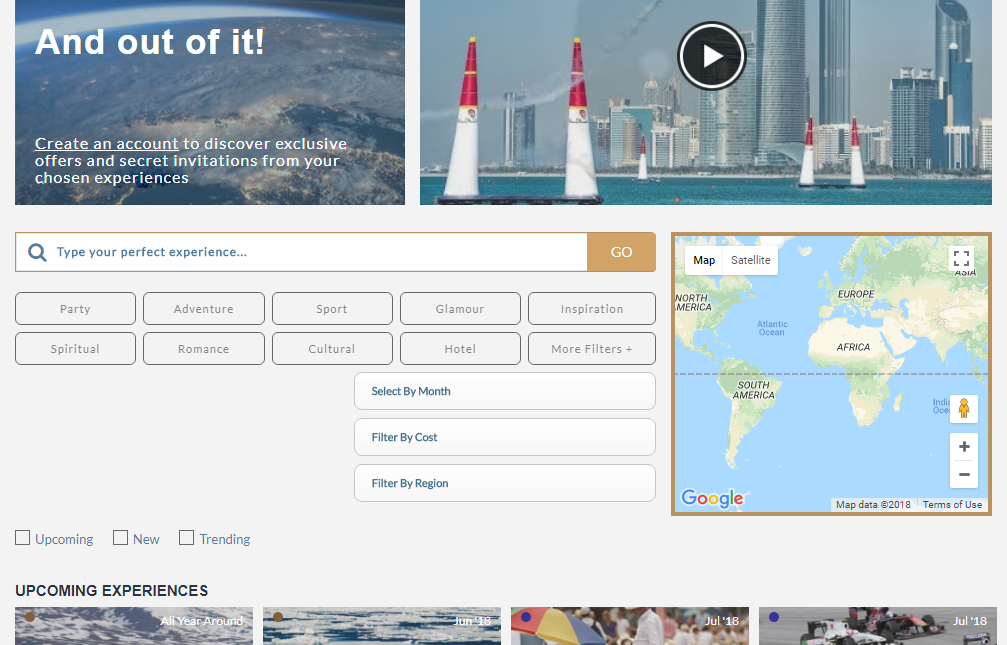 And out of it!
Create an account to discover exclusive
offers and secret invitations from your
chosen experiences
Type your perfect experience...
GO
Party
Adventure
Sport
Glamour
Inspiration
Spiritual
Romance
Cultural
Hotel
More Filters +
Select By Month
Filter By Cost
Filter By Region
Map
Satellite
ASIA
NORTH
MERICA
EUROPE
Atlantic
Ocean
AFRICA
SOUTH
AMERICA
Google
Map data ©2018
Terms of Use
Upcoming
New
Trending
UPCOMING EXPERIENCES
All Year Around
Jun '18
Jul '18
Jul '18